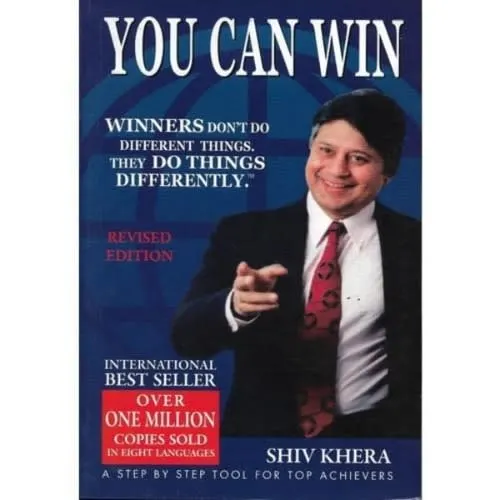 YOU CAN WIN
WINNERS DON'T DO
DIFFERENT THINGS.
THEY DO THINGS
DIFFERENTLY.™
REVISED
EDITION
INTERNATIONAL
BEST SELLER
OVER
ONE MILLION
COPIES SOLD
IN EIGHT LANGUAGES
SHIV KHERA
A STEP BY STEP TOOL FOR TOP ACHIEVERS